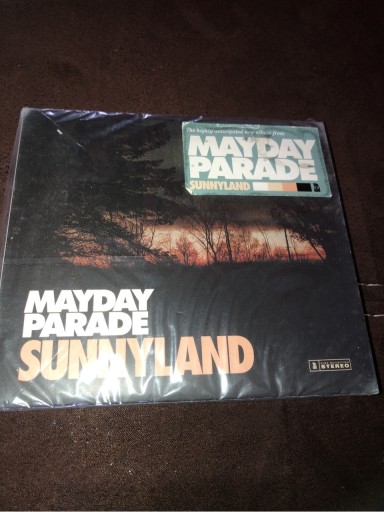 The highly anticipated new album from
MAYDAY
PARADE
SUNNYLAND
MAYDAY
PARADE
SUNNYLAND
STEREO